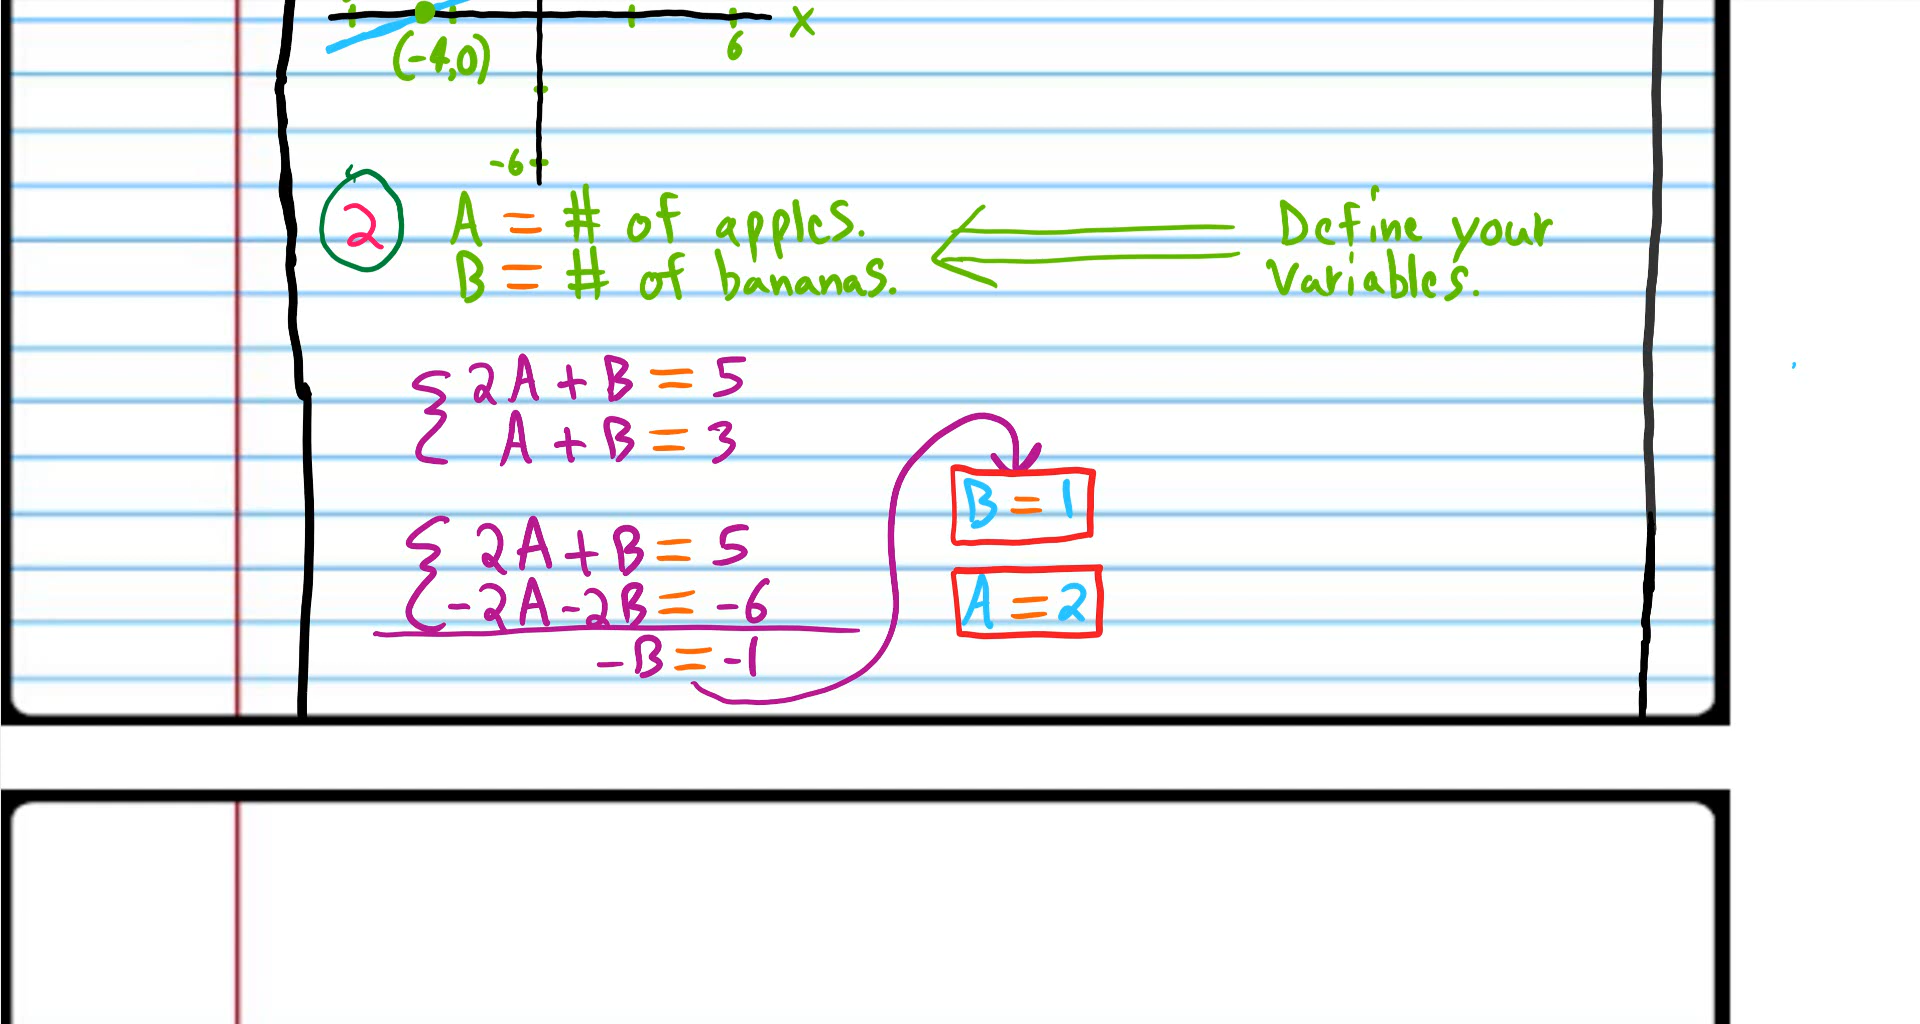 x
(-4,0)
6
-6
2
A = # of apples.
B = # of bananas.
Define your
variables.
2A + B = 5
A + B = 3
2A + B = 5
-2A - 2B = -6
-B = -1
B = 1
A = 2